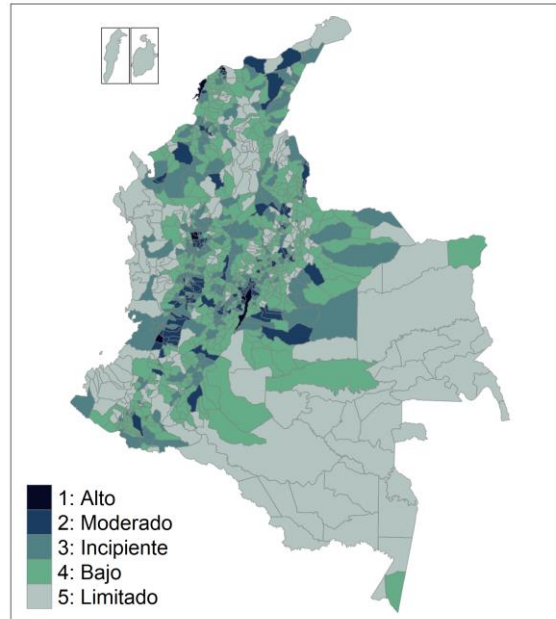 1: Alto
2: Moderado
3: Incipiente
4: Bajo
5: Limitado